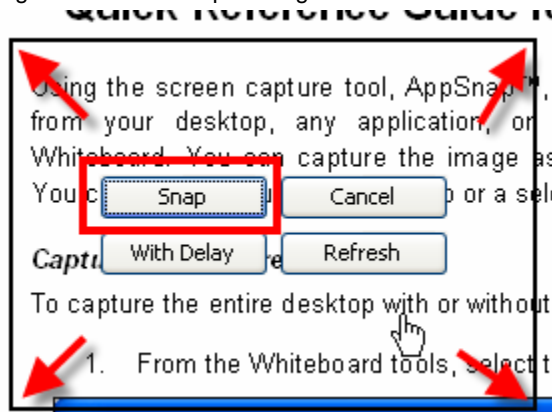 Quick Reference Guide
Using the screen capture tool, AppSnap™,
from your desktop, any application, or
Whiteboard. You can capture the image as
You c
Snap
Cancel
or a sele
Captu
With Delay
re
Refresh
To capture the entire desktop with or without
1. From the Whiteboard tools, select t